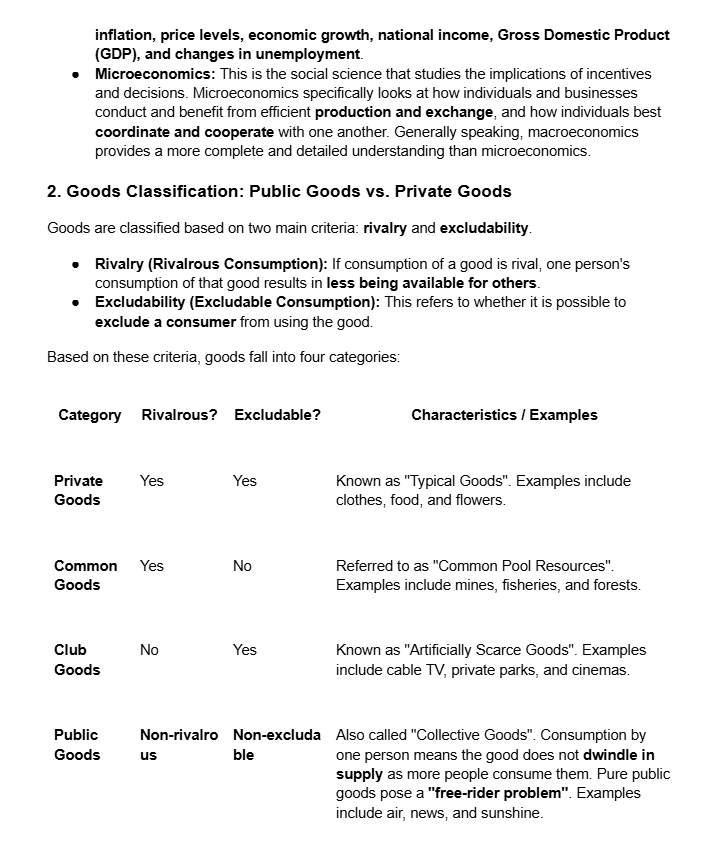 inflation, price levels, economic growth, national income, Gross Domestic Product
(GDP), and changes in unemployment.
● Microeconomics: This is the social science that studies the implications of incentives
and decisions. Microeconomics specifically looks at how individuals and businesses
conduct and benefit from efficient production and exchange, and how individuals best
coordinate and cooperate with one another. Generally speaking, macroeconomics
provides a more complete and detailed understanding than microeconomics.
2. Goods Classification: Public Goods vs. Private Goods
Goods are classified based on two main criteria: rivalry and excludability.
● Rivalry (Rivalrous Consumption): If consumption of a good is rival, one person's
consumption of that good results in less being available for others.
● Excludability (Excludable Consumption): This refers to whether it is possible to
exclude a consumer from using the good.
Based on these criteria, goods fall into four categories:
Category Rivalrous? Excludable? Characteristics / Examples
Private Yes Yes Known as "Typical Goods". Examples include
Goods clothes, food, and flowers.
Common Yes No Referred to as "Common Pool Resources".
Goods Examples include mines, fisheries, and forests.
Club No Yes Known as "Artificially Scarce Goods". Examples
Goods include cable TV, private parks, and cinemas.
Public Non-rivalro Non-excluda Also called "Collective Goods". Consumption by
Goods us ble one person means the good does not dwindle in
supply as more people consume them. Pure public
goods pose a "free-rider problem". Examples
include air, news, and sunshine.